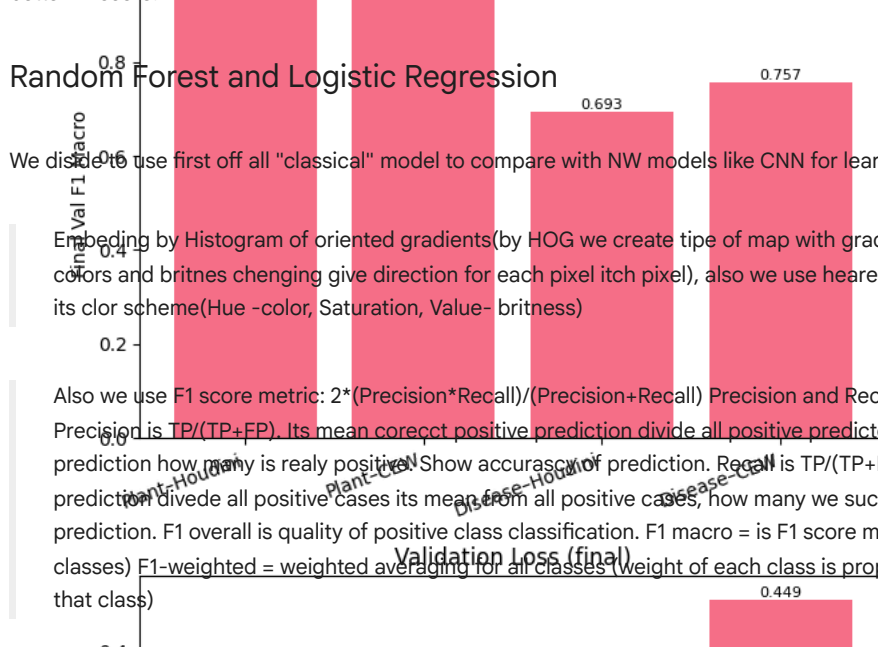 0.8
0.757
Random Forest and Logistic Regression
0.693
Final Val F1 Macro
We diside to use first off all "classical" model to compare with NW models like CNN for lear
0.6
Embeding by Histogram of oriented gradients(by HOG we create tipe of map with grad
0.4
colors and britnes chenging give direction for each pixel itch pixel), also we use heare
its clor scheme(Hue -color, Saturation, Value- britness)
0.2
Also we use F1 score metric: 2*(Precision*Recall)/(Precision+Recall) Precision and Rec
Precision is TP/(TP+FP). Its mean corecct positive prediction divide all positive predict
0.0
prediction how many is realy positive. Show accurascy of prediction. Recall is TP/(TP+
Plant-Houdini
Plant-CEW
Disease-Houdini
Disease-CEW
prediction divede all positive cases its mean from all positive cases, how many we suc
prediction. F1 overall is quality of positive class classification. F1 macro = is F1 score m
Validation Loss (final)
classes) F1-weighted = weighted averaging for all classes (weight of each class is prop
0.449
that class)